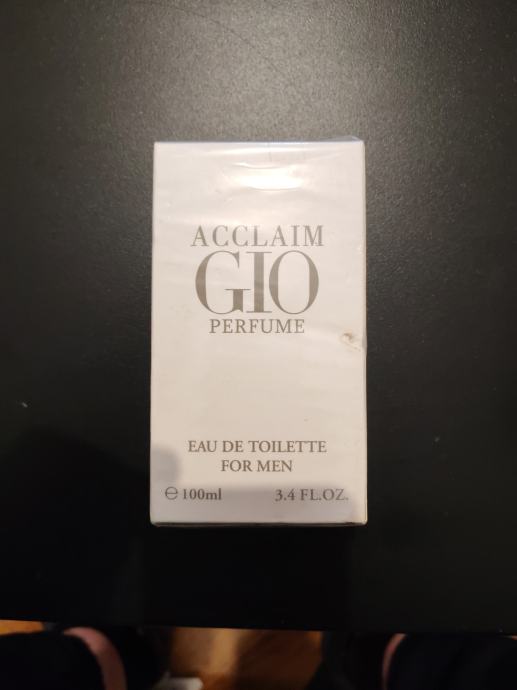 ACCLAIM
GIO
PERFUME
EAU DE TOILETTE
FOR MEN
℮ 100ml 3.4 FL.OZ.